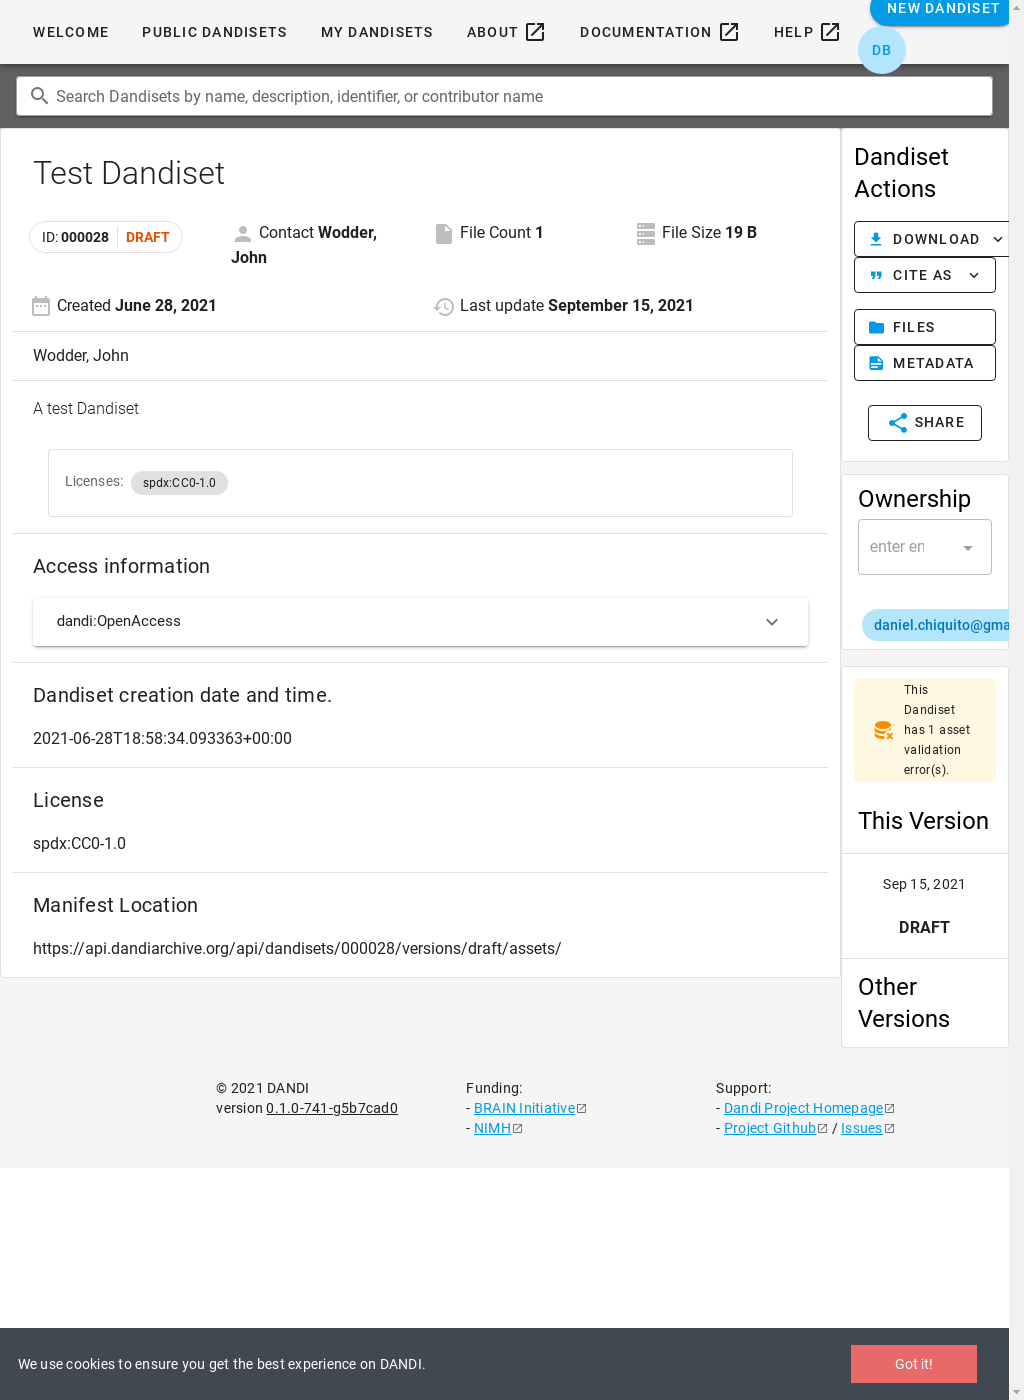 WELCOME PUBLIC DANDISETS MY DANDISETS ABOUT DOCUMENTATION HELP NEW DANDISET
DB
Search Dandisets by name, description, identifier, or contributor name
Test Dandiset
ID: 000028 DRAFT
Contact Wodder, John
File Count 1
File Size 19 B
Created June 28, 2021
Last update September 15, 2021
Wodder, John
A test Dandiset
Licenses: spdx:CC0-1.0
Access information
dandi:OpenAccess
Dandiset creation date and time.
2021-06-28T18:58:34.093363+00:00
License
spdx:CC0-1.0
Manifest Location
https://api.dandiarchive.org/api/dandisets/000028/versions/draft/assets/
Dandiset
Actions
DOWNLOAD
CITE AS
FILES
METADATA
SHARE
Ownership
enter en
daniel.chiquito@gma
This
Dandiset
has 1 asset
validation
error(s).
This Version
Sep 15, 2021
DRAFT
Other
Versions
© 2021 DANDI
version 0.1.0-741-g5b7cad0
Funding:
- BRAIN Initiative
- NIMH
Support:
- Dandi Project Homepage
- Project Github / Issues
We use cookies to ensure you get the best experience on DANDI.
Got it!